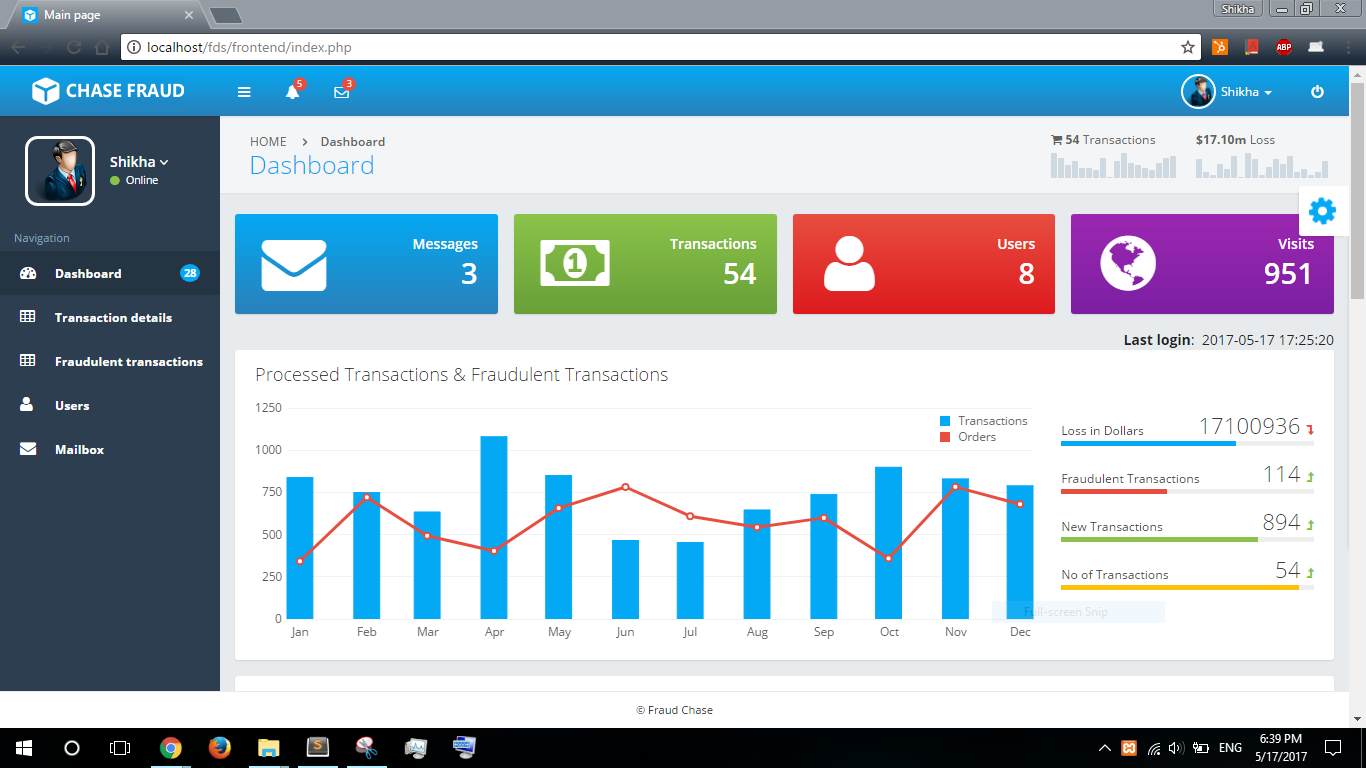 Main page
Shikha
localhost/fds/frontend/index.php
ABP
CHASE FRAUD
5
3
Shikha
Shikha
Online
HOME > Dashboard
Dashboard
54 Transactions
$17.10m Loss
Navigation
Dashboard 28
Transaction details
Fraudulent transactions
Users
Mailbox
Messages
3
1
Transactions
54
Users
8
Visits
951
Last login: 2017-05-17 17:25:20
Processed Transactions & Fraudulent Transactions
1250
1000
750
500
250
0
Transactions
Orders
Jan Feb Mar Apr May Jun Jul Aug Sep Oct Nov Dec
Loss in Dollars 17100936
Fraudulent Transactions 114
New Transactions 894
No of Transactions 54
Full-screen Snip
© Fraud Chase
ENG
6:39 PM
5/17/2017